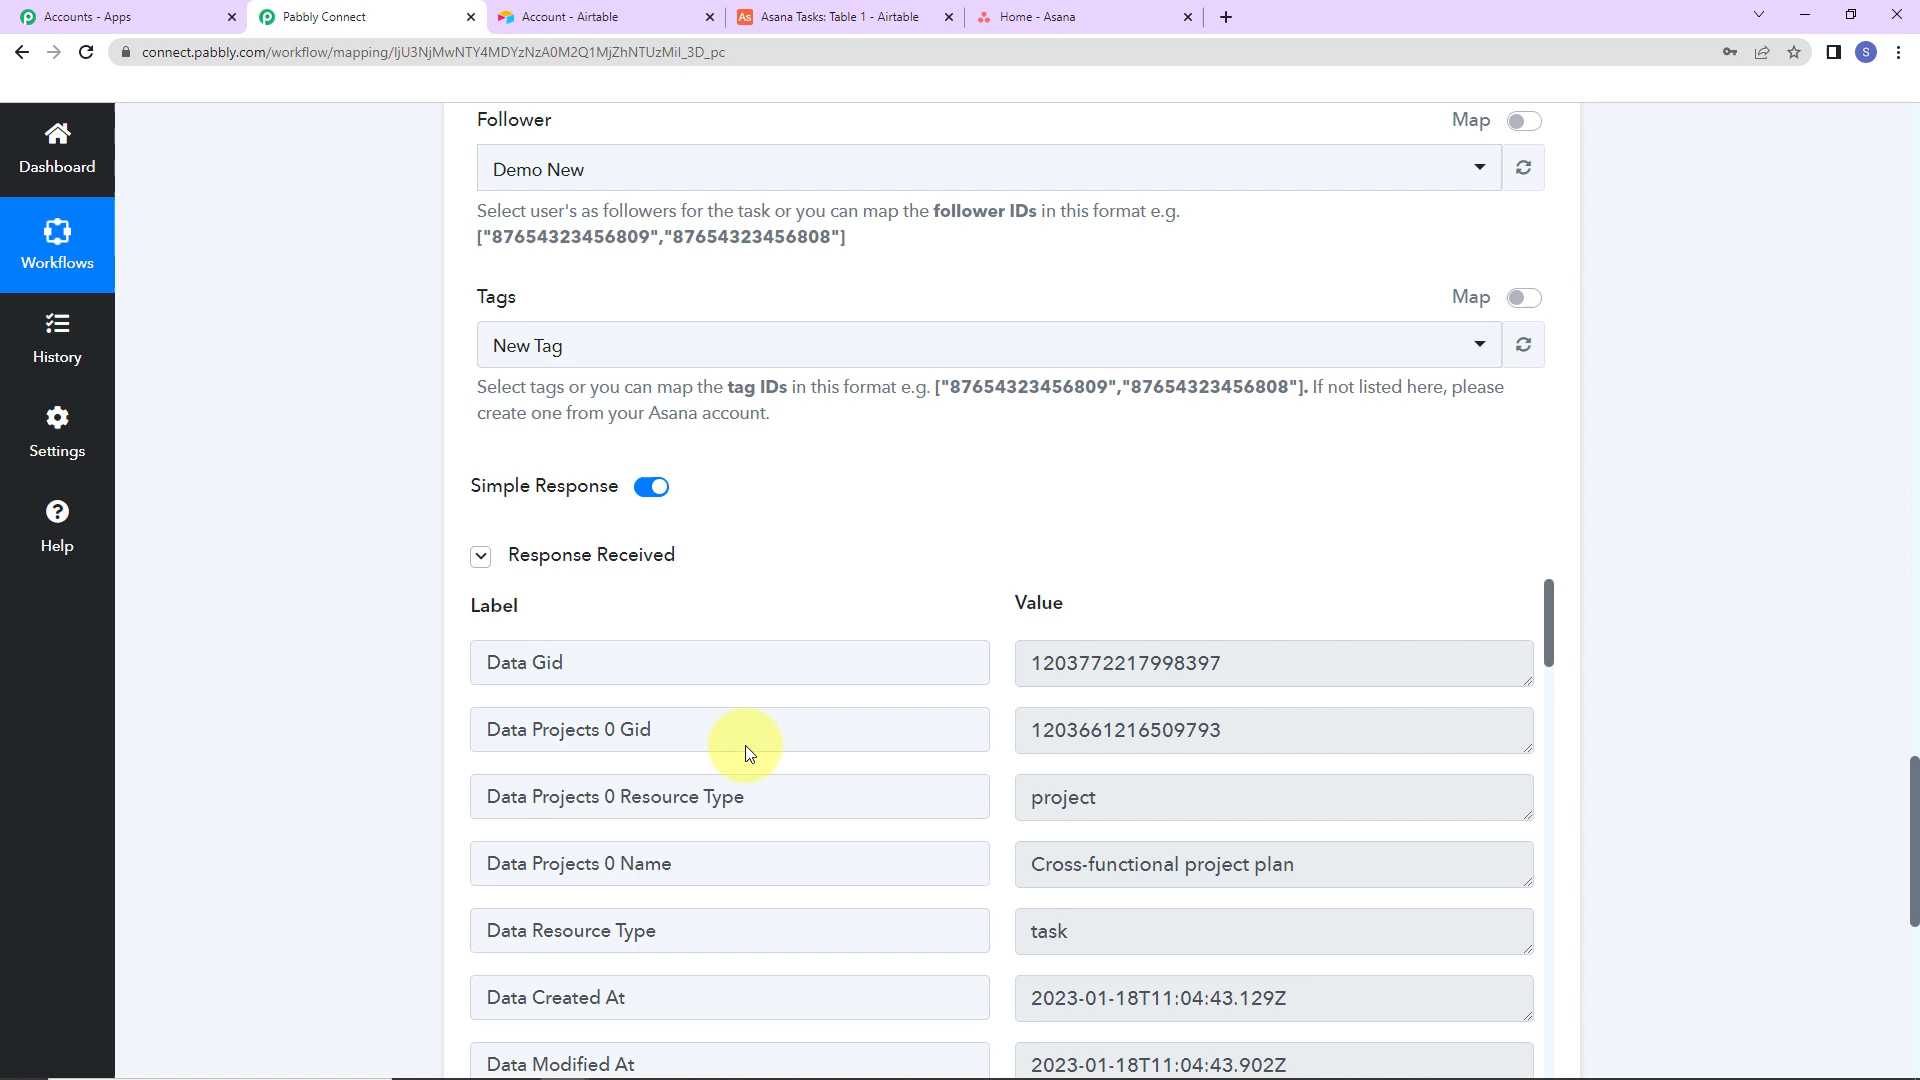 Accounts - Apps
Pabbly Connect
Account - Airtable
As
Asana Tasks: Table 1 - Airtable
Home - Asana
connect.pabbly.com/workflow/mapping/IjU3NjMwNTY4MDYzNzA0M2Q1MjZhNTUzMiI_3D_pc
S
Dashboard
Workflows
History
Settings
Help
Follower
Map
Demo New
Select user's as followers for the task or you can map the follower IDs in this format e.g.
["87654323456809","87654323456808"]
Tags
Map
New Tag
Select tags or you can map the tag IDs in this format e.g. ["87654323456809","87654323456808"]. If not listed here, please
create one from your Asana account.
Simple Response
Response Received
Label
Value
Data Gid
1203772217998397
Data Projects 0 Gid
1203661216509793
Data Projects 0 Resource Type
project
Data Projects 0 Name
Cross-functional project plan
Data Resource Type
task
Data Created At
2023-01-18T11:04:43.129Z
Data Modified At
2023-01-18T11:04:43.902Z